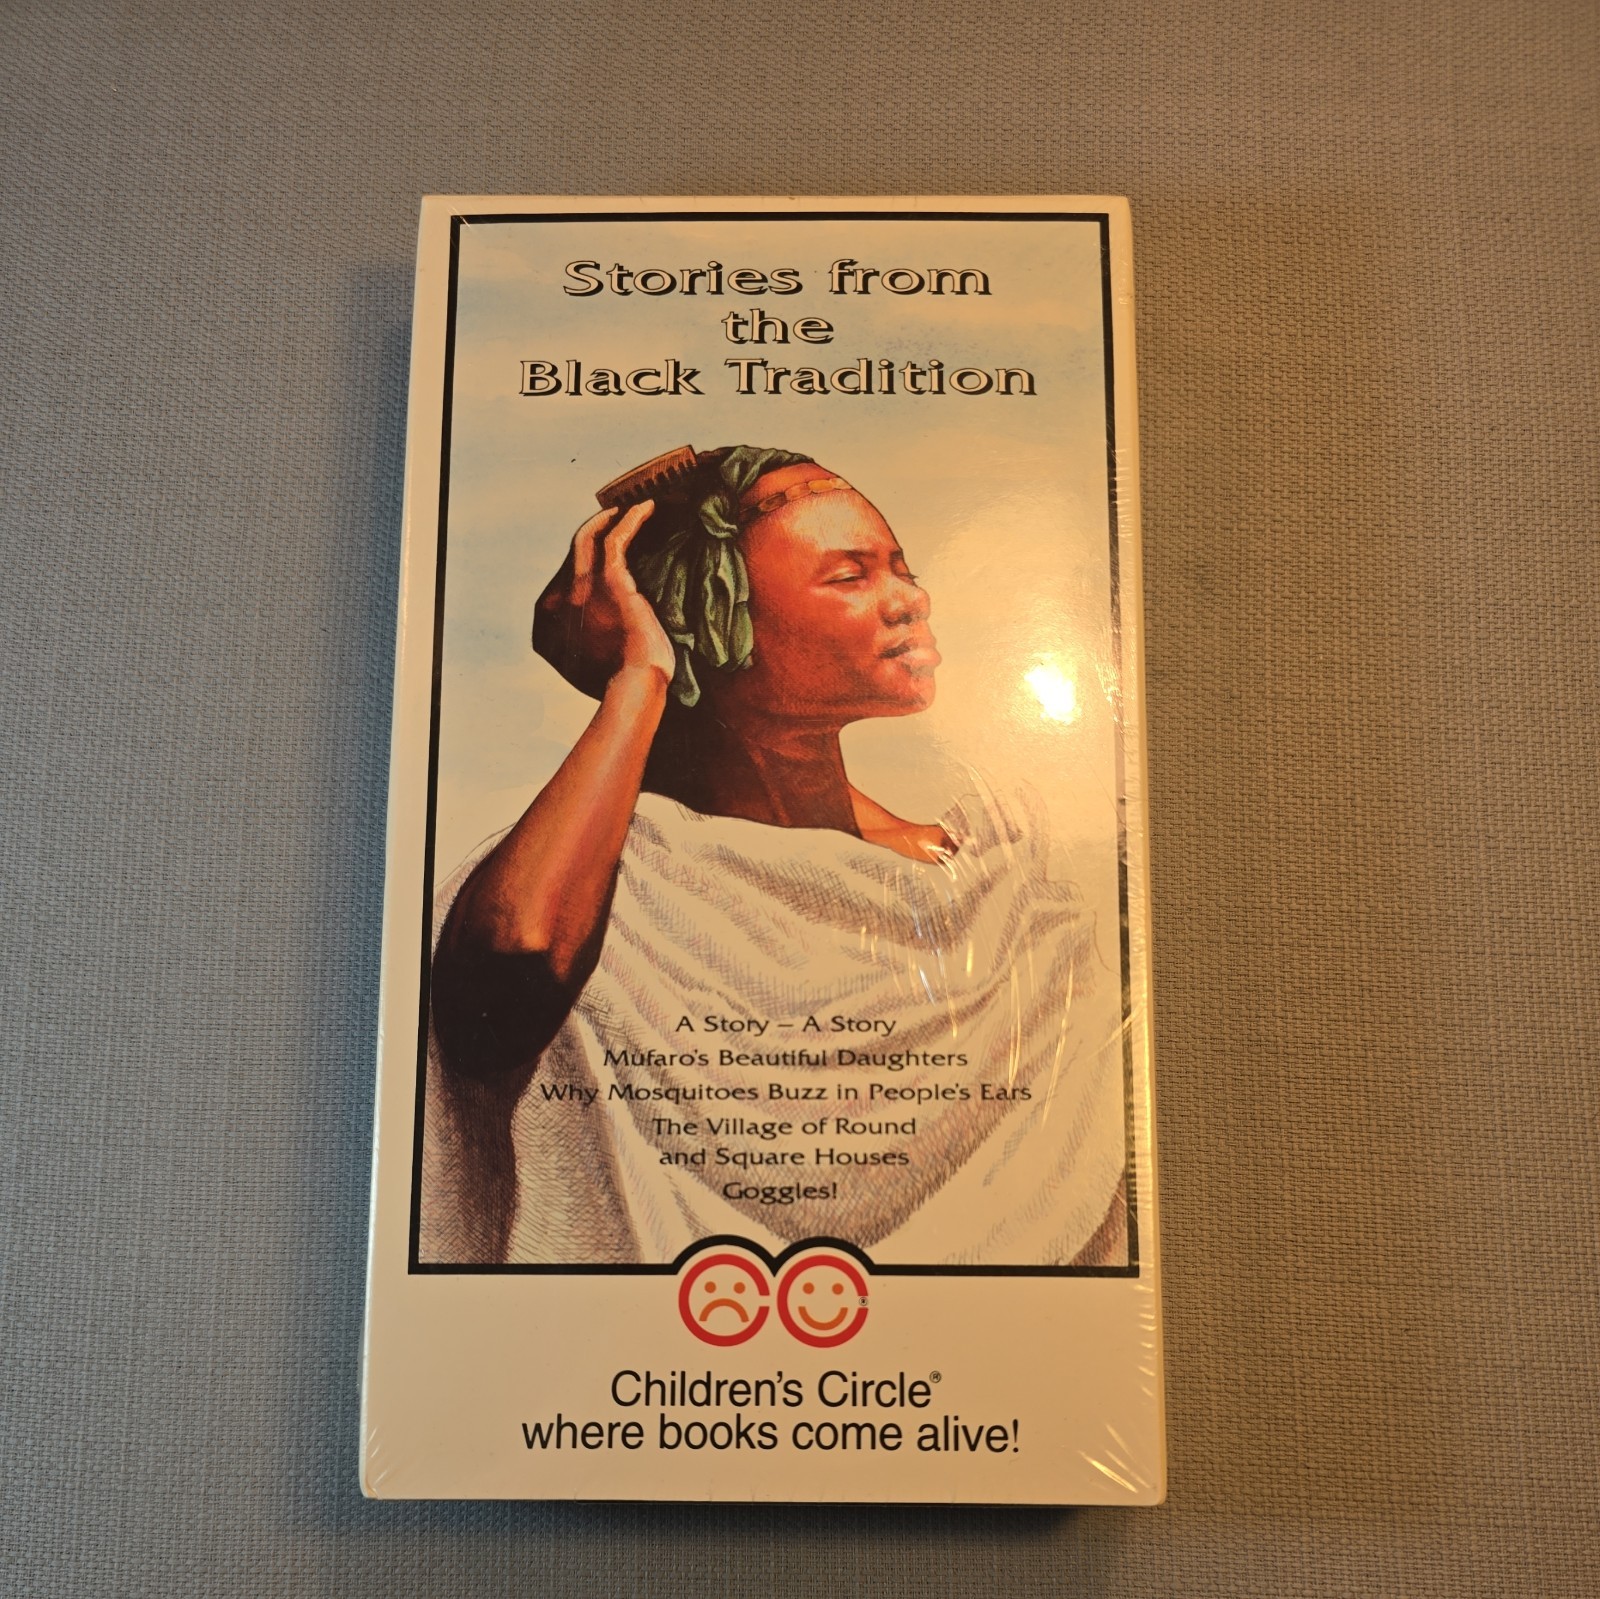 Stories from
the
Black Tradition
A Story – A Story
Mufaro's Beautiful Daughters
Why Mosquitoes Buzz in People's Ears
The Village of Round
and Square Houses
Goggles!
®
Children's Circle®
where books come alive!